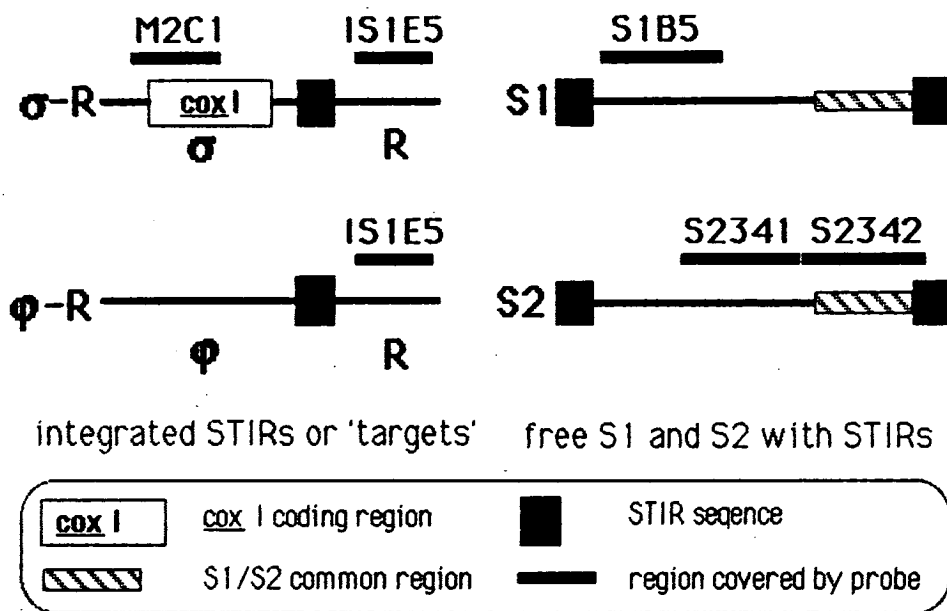 M2C1 IS1E5 S1B5
σ-R cox I S1
σ R
IS1E5 S2341 S2342
φ-R S2
φ R
integrated STIRs or 'targets' free S1 and S2 with STIRs
cox I cox I coding region STIR seqence
S1/S2 common region region covered by probe